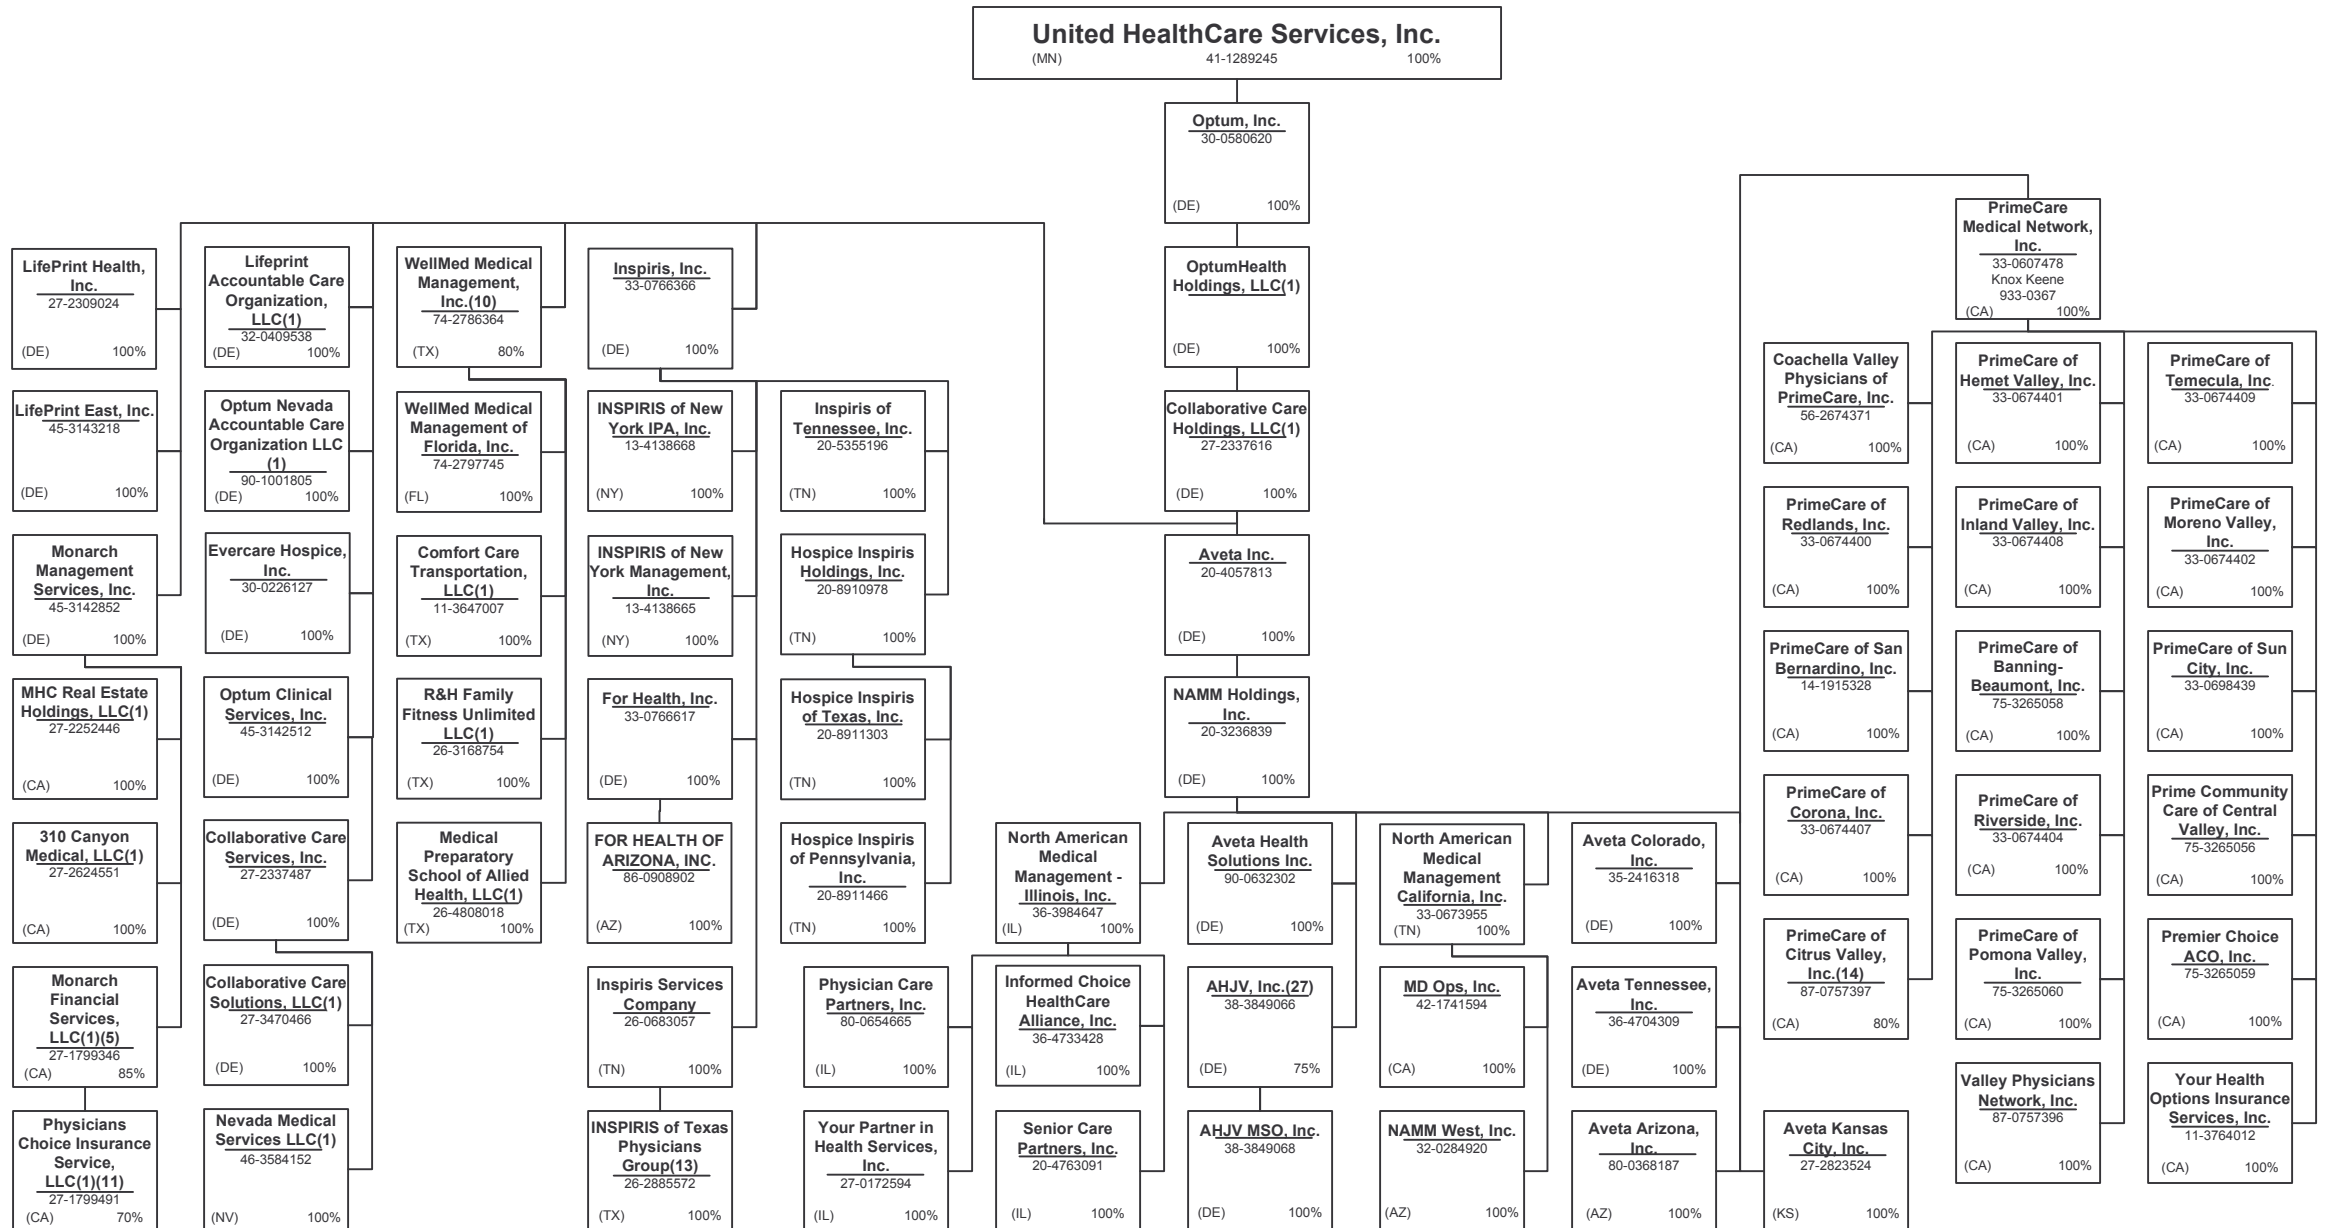 United HealthCare Services, Inc.
(MN) 41-1289245 100%
Optum, Inc.
30-0580620
(DE) 100%
OptumHealth
Holdings, LLC(1)
(DE) 100%
Collaborative Care
Holdings, LLC(1)
27-2337616
(DE) 100%
Aveta Inc.
20-4057813
(DE) 100%
NAMM Holdings,
Inc.
20-3236839
(DE) 100%
LifePrint Health,
Inc.
27-2309024
(DE) 100%
LifePrint East, Inc.
45-3143218
(DE) 100%
Monarch
Management
Services, Inc.
45-3142852
(DE) 100%
MHC Real Estate
Holdings, LLC(1)
27-2252446
(CA) 100%
310 Canyon
Medical, LLC(1)
27-2624551
(CA) 100%
Monarch
Financial
Services,
LLC(1)(5)
27-1799346
(CA) 85%
Physicians
Choice Insurance
Service,
LLC(1)(11)
27-1799491
(CA) 70%
Lifeprint
Accountable Care
Organization,
LLC(1)
32-0409538
(DE) 100%
Optum Nevada
Accountable Care
Organization LLC
(1)
90-1001805
(DE) 100%
Evercare Hospice,
Inc.
30-0226127
(DE) 100%
Optum Clinical
Services, Inc.
45-3142512
(DE) 100%
Collaborative Care
Services, Inc.
27-2337487
(DE) 100%
Collaborative Care
Solutions, LLC(1)
27-3470466
(DE) 100%
Nevada Medical
Services LLC(1)
46-3584152
(NV) 100%
WellMed Medical
Management,
Inc.(10)
74-2786364
(TX) 80%
WellMed Medical
Management of
Florida, Inc.
74-2797745
(FL) 100%
Comfort Care
Transportation,
LLC(1)
11-3647007
(TX) 100%
R&H Family
Fitness Unlimited
LLC(1)
26-3168754
(TX) 100%
Medical
Preparatory
School of Allied
Health, LLC(1)
26-4808018
(TX) 100%
Inspiris, Inc.
33-0766366
(DE) 100%
INSPIRIS of New
York IPA, Inc.
13-4138668
(NY) 100%
INSPIRIS of New
York Management,
Inc.
13-4138665
(NY) 100%
For Health, Inc.
33-0766617
(DE) 100%
FOR HEALTH OF
ARIZONA, INC.
86-0908902
(AZ) 100%
Inspiris Services
Company
26-0683057
(TN) 100%
INSPIRIS of Texas
Physicians
Group(13)
26-2885572
(TX) 100%
Inspiris of
Tennessee, Inc.
20-5355196
(TN) 100%
Hospice Inspiris
Holdings, Inc.
20-8910978
(TN) 100%
Hospice Inspiris
of Texas, Inc.
20-8911303
(TN) 100%
Hospice Inspiris
of Pennsylvania,
Inc.
20-8911466
(TN) 100%
Physician Care
Partners, Inc.
80-0654665
(IL) 100%
Your Partner in
Health Services,
Inc.
27-0172594
(IL) 100%
North American
Medical
Management -
Illinois, Inc.
36-3984647
(IL) 100%
Informed Choice
HealthCare
Alliance, Inc.
36-4733428
(IL) 100%
Senior Care
Partners, Inc.
20-4763091
(IL) 100%
Aveta Health
Solutions Inc.
90-0632302
(DE) 100%
AHJV, Inc.(27)
38-3849066
(DE) 75%
AHJV MSO, Inc.
38-3849068
(DE) 100%
North American
Medical
Management
California, Inc.
33-0673955
(TN) 100%
MD Ops, Inc.
42-1741594
(CA) 100%
NAMM West, Inc.
32-0284920
(AZ) 100%
Aveta Colorado,
Inc.
35-2416318
(DE) 100%
Aveta Tennessee,
Inc.
36-4704309
(DE) 100%
Aveta Arizona,
Inc.
80-0368187
(AZ) 100%
Aveta Kansas
City, Inc.
27-2823524
(KS) 100%
PrimeCare
Medical Network,
Inc.
33-0607478
Knox Keene
933-0367
(CA) 100%
Coachella Valley
Physicians of
PrimeCare, Inc.
56-2674371
(CA) 100%
PrimeCare of
Redlands, Inc.
33-0674400
(CA) 100%
PrimeCare of San
Bernardino, Inc.
14-1915328
(CA) 100%
PrimeCare of
Corona, Inc.
33-0674407
(CA) 100%
PrimeCare of
Citrus Valley,
Inc.(14)
87-0757397
(CA) 80%
PrimeCare of
Hemet Valley, Inc.
33-0674401
(CA) 100%
PrimeCare of
Inland Valley, Inc.
33-0674408
(CA) 100%
PrimeCare of
Banning-
Beaumont, Inc.
75-3265058
(CA) 100%
PrimeCare of
Riverside, Inc.
33-0674404
(CA) 100%
PrimeCare of
Pomona Valley,
Inc.
75-3265060
(CA) 100%
Valley Physicians
Network, Inc.
87-0757396
(CA) 100%
PrimeCare of
Temecula, Inc.
33-0674409
(CA) 100%
PrimeCare of
Moreno Valley,
Inc.
33-0674402
(CA) 100%
PrimeCare of Sun
City, Inc.
33-0698439
(CA) 100%
Prime Community
Care of Central
Valley, Inc.
75-3265056
(CA) 100%
Premier Choice
ACO, Inc.
75-3265059
(CA) 100%
Your Health
Options Insurance
Services, Inc.
11-3764012
(CA) 100%